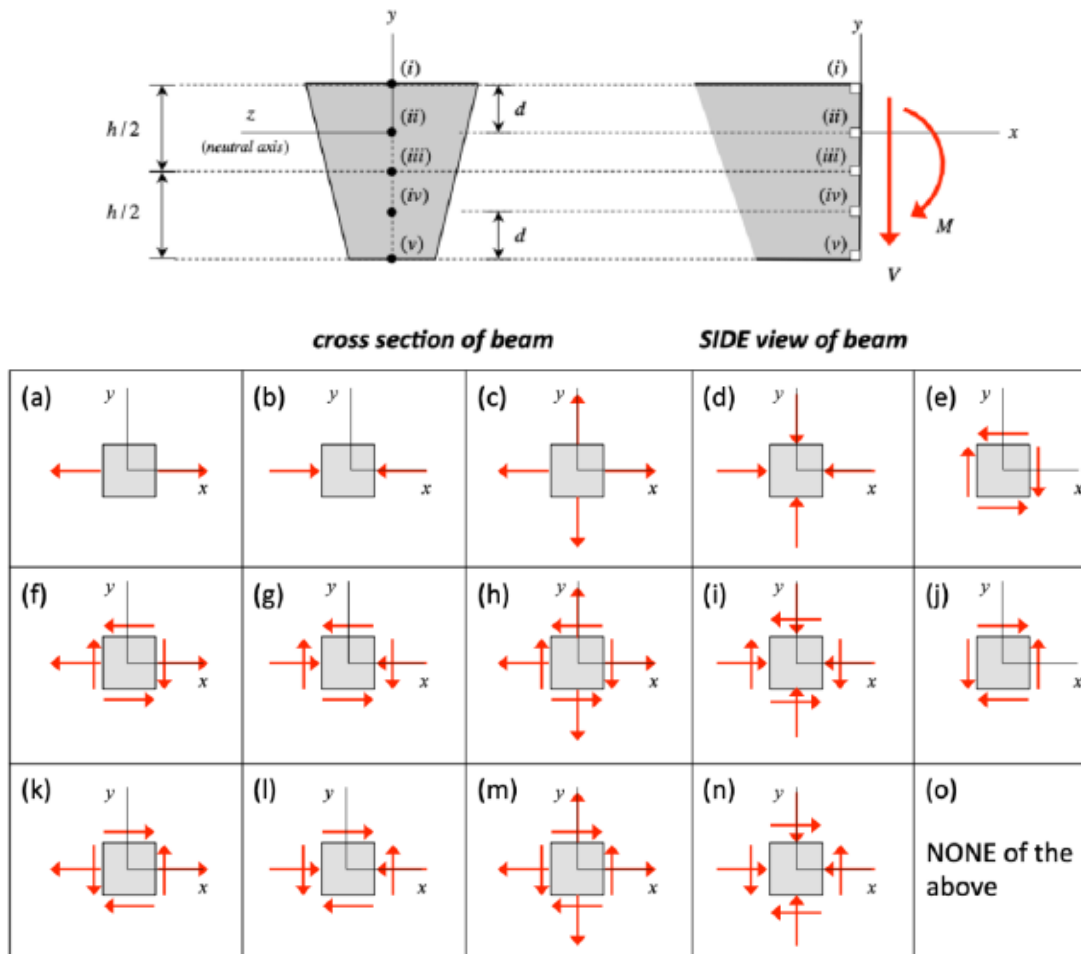 y
y
(i)
(i)
h/2
d
z
(ii)
(ii)
(neutral axis)
x
(iii)
(iii)
h/2
(iv)
(iv)
d
M
(v)
(v)
V
cross section of beam
SIDE view of beam
(a)
y
x
(b)
y
x
(c)
y
x
(d)
y
x
(e)
y
x
(f)
y
x
(g)
y
x
(h)
y
x
(i)
y
x
(j)
y
x
(k)
y
x
(l)
y
x
(m)
y
x
(n)
y
x
(o)
NONE of the
above